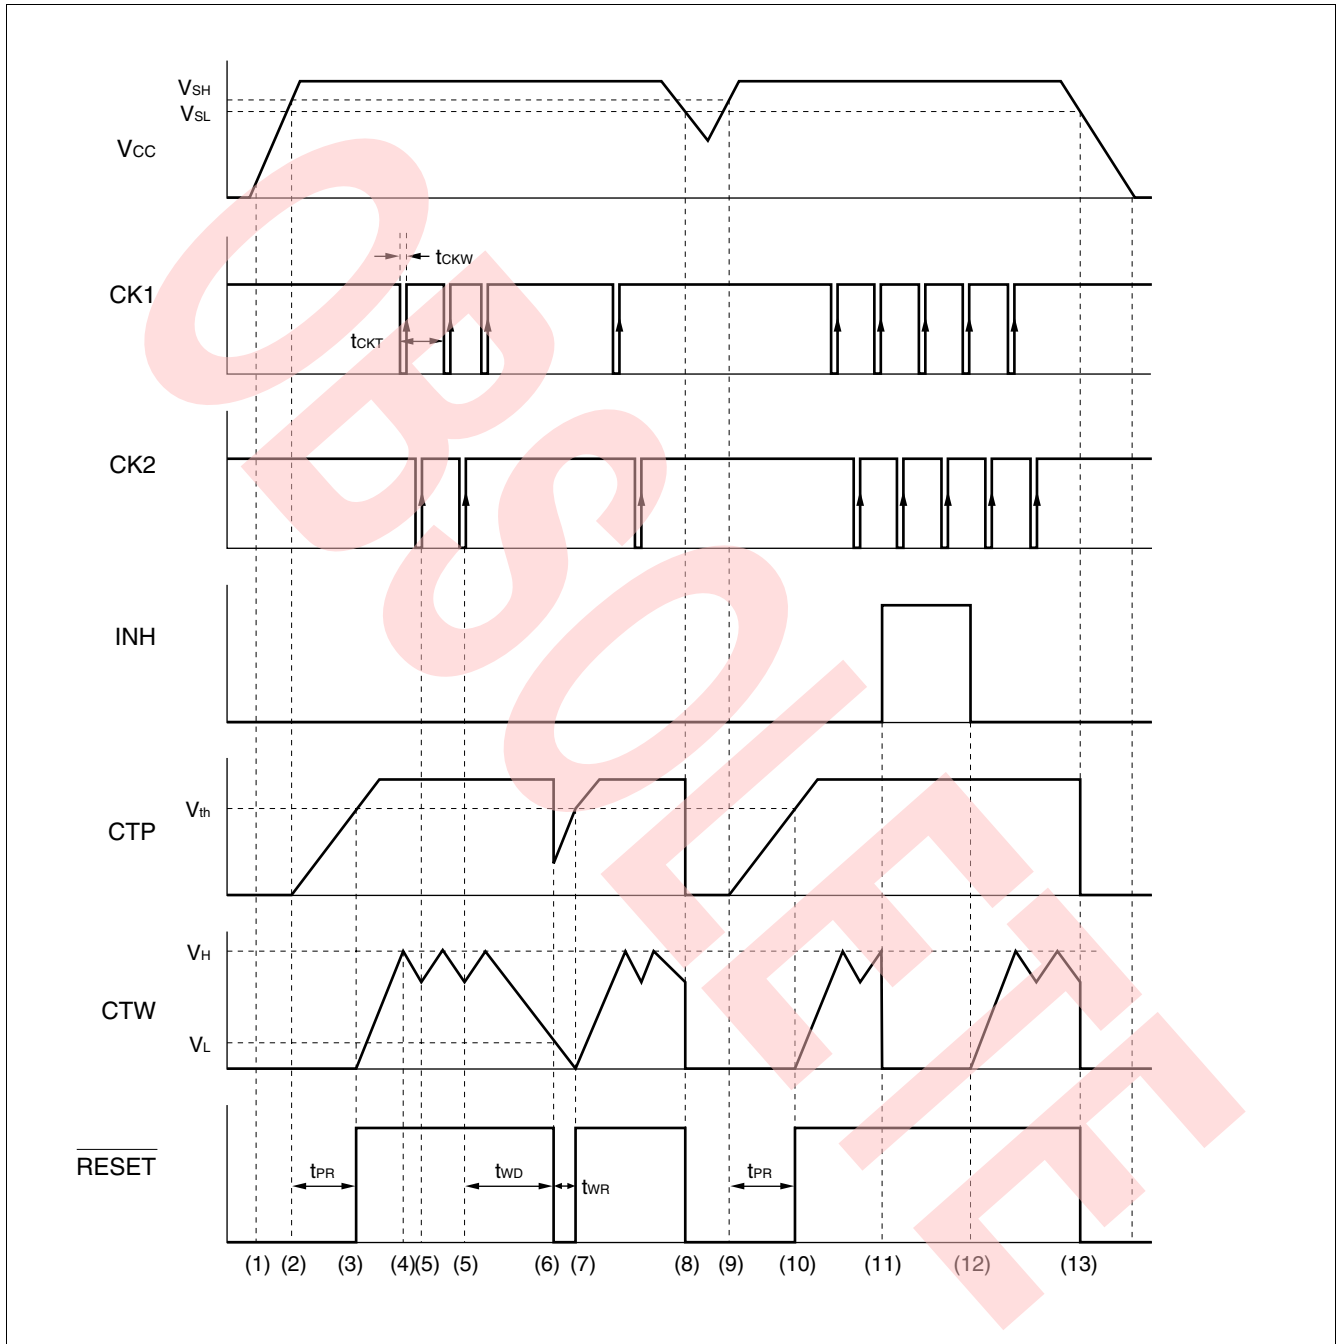 VSH
VSL
VCC
tCKW
CK1
tCKT
CK2
INH
Vth
CTP
VH
CTW
VL
RESET
tPR
tWD
tWR
tPR
(1) (2) (3) (4)(5) (5) (6) (7) (8) (9) (10) (11) (12) (13)
OBSOLETE